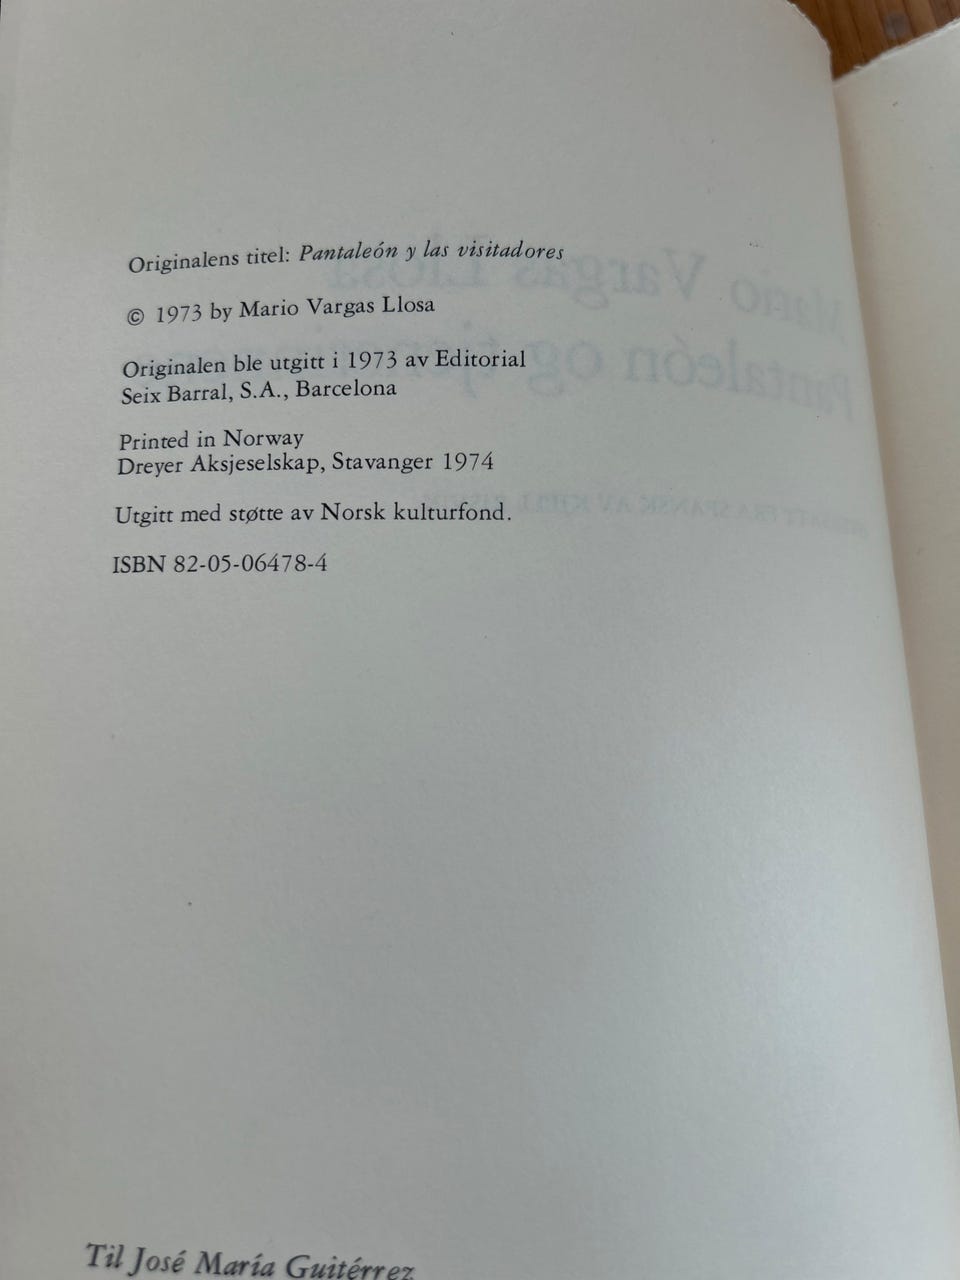 Originalens titel: Pantaleón y las visitadores
© 1973 by Mario Vargas Llosa
Originalen ble utgitt i 1973 av Editorial
Seix Barral, S.A., Barcelona
Printed in Norway
Dreyer Aksjeselskap, Stavanger 1974
Utgitt med støtte av Norsk kulturfond.
ISBN 82-05-06478-4
Til José María Guitérrez